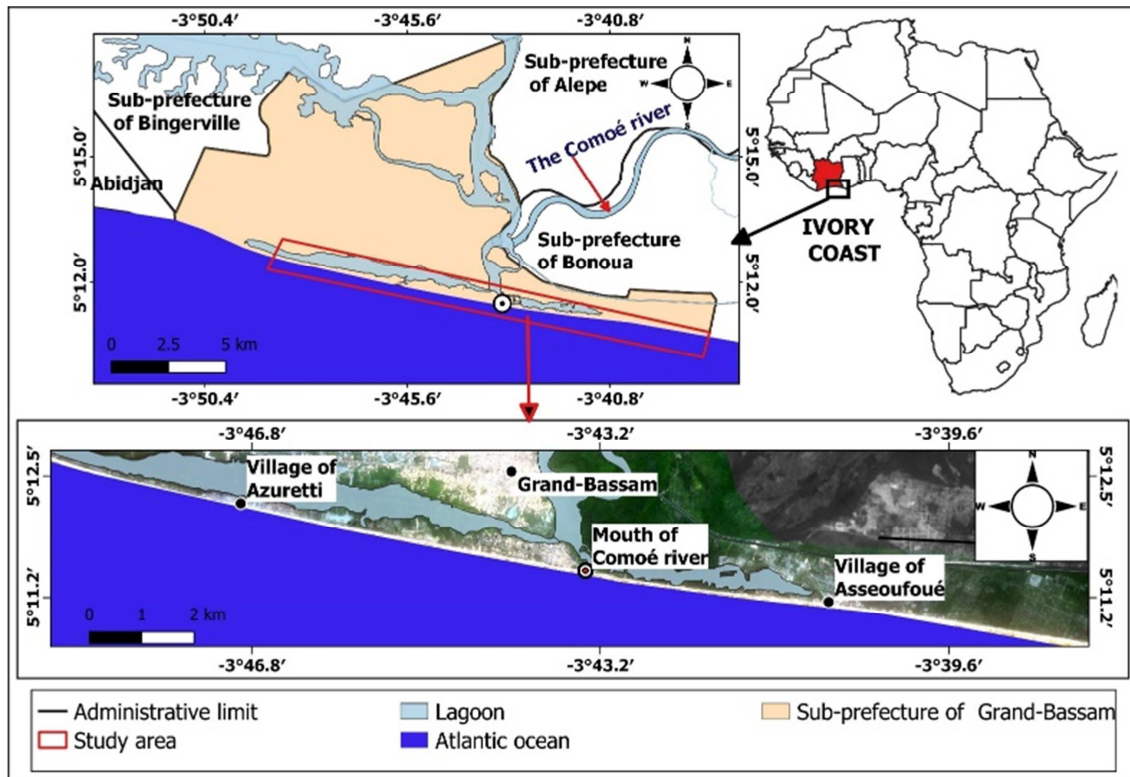 -3°50.4′
-3°45.6′
-3°40.8′
Sub-prefecture
of Alepe
N
W
E
S
Sub-prefecture
of Bingerville
The Comoé river
5°15.0′
5°15.0′
Abidjan
Sub-prefecture
of Bonoua
IVORY
COAST
5°12.0′
5°12.0′
0
2.5
5 km
-3°50.4′
-3°45.6′
-3°40.8′
-3°46.8′
-3°43.2′
-3°39.6′
5°12.5′
5°12.5′
Village of
Azuretti
Grand-Bassam
N
W
E
S
Mouth of
Comoé river
Village of
Asseoufoué
5°11.2′
5°11.2′
0
1
2 km
-3°46.8′
-3°43.2′
-3°39.6′
Administrative limit
Lagoon
Sub-prefecture of Grand-Bassam
Study area
Atlantic ocean